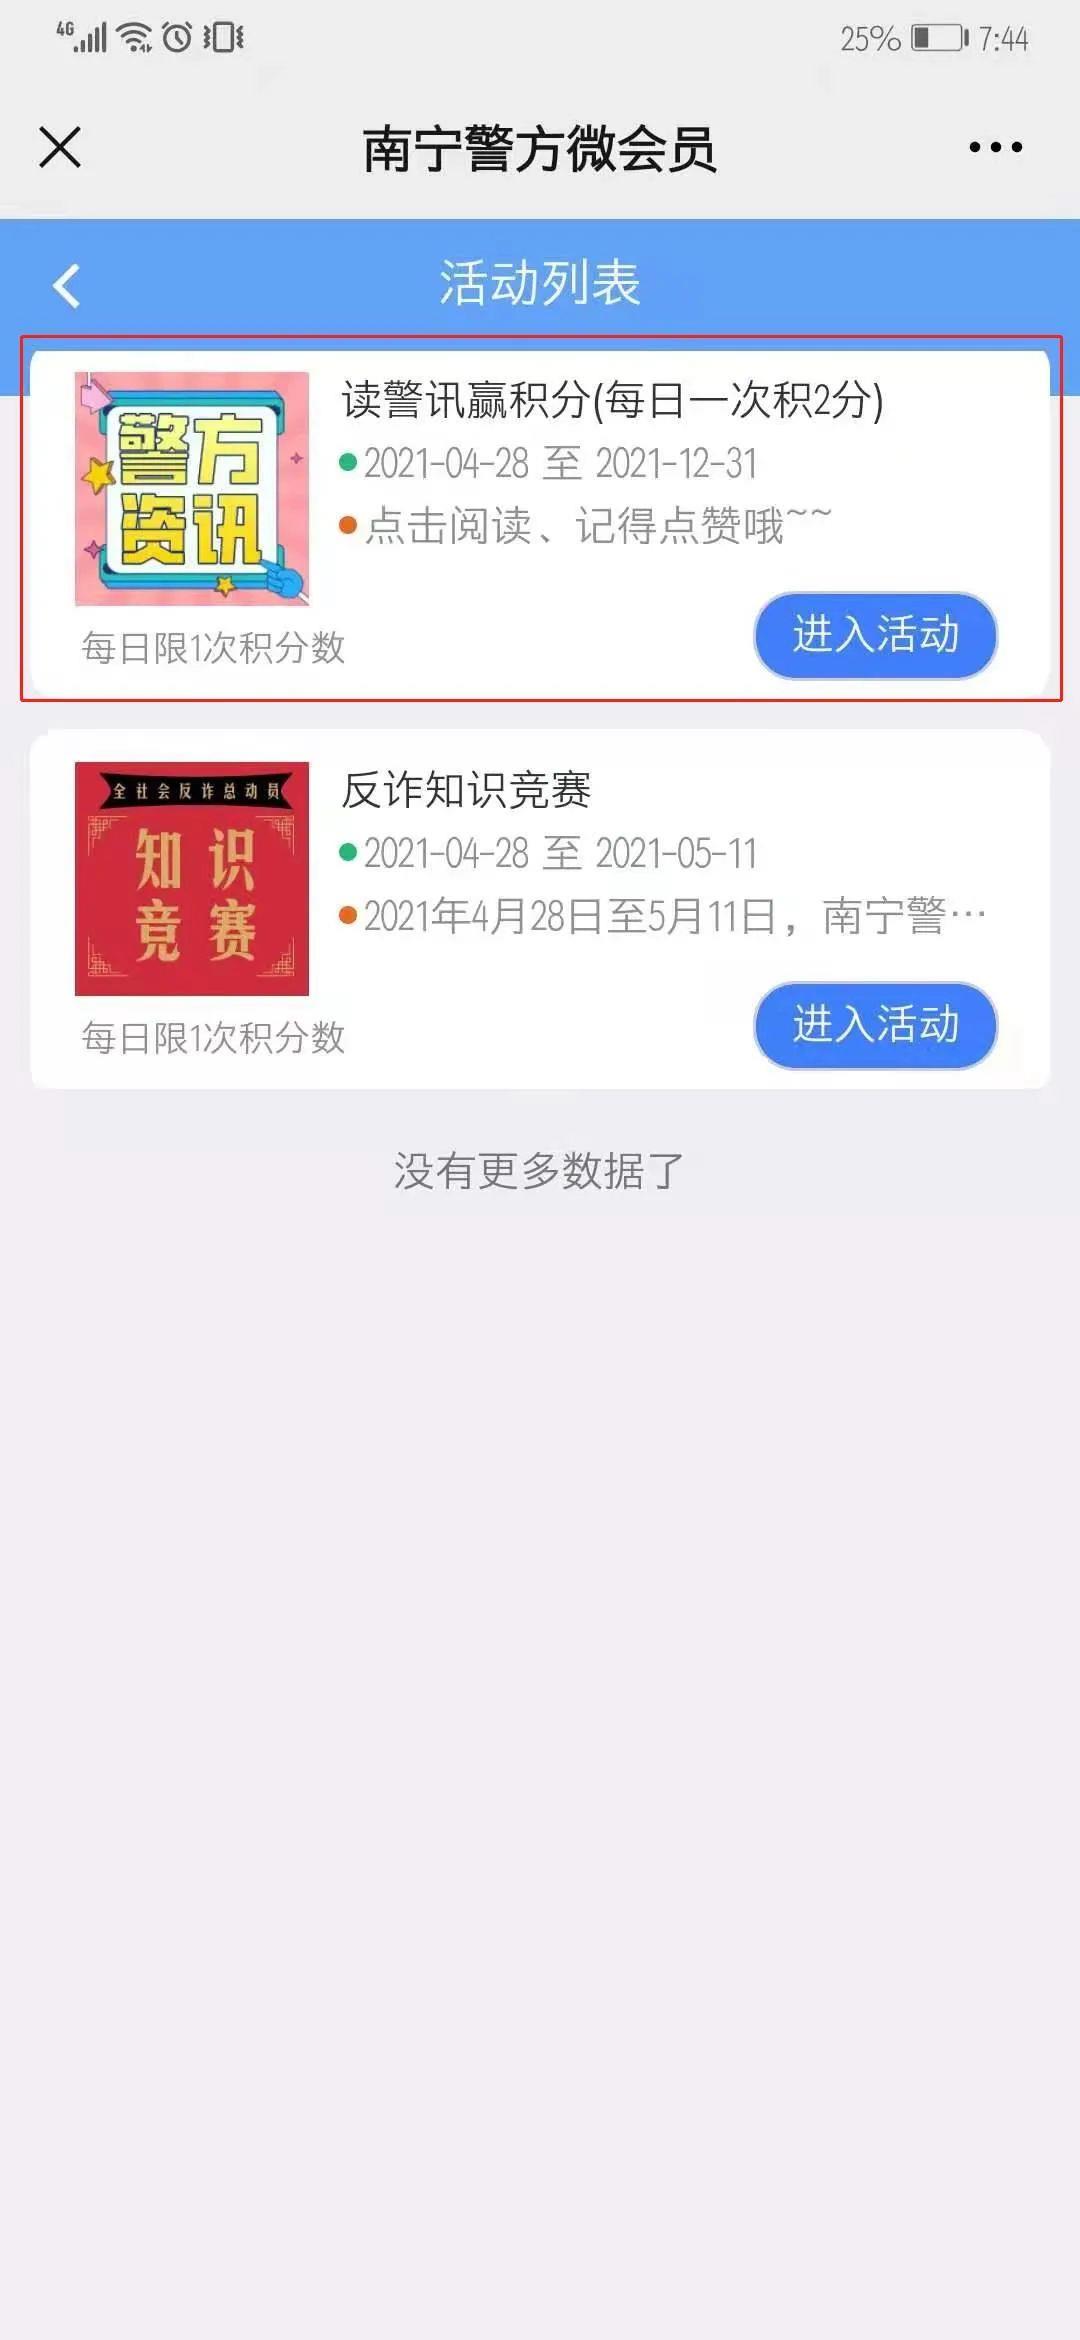 4G
25% 7:44
南宁警方微会员
活动列表
警方
资讯
读警讯赢积分(每日一次积2分)
2021-04-28 至 2021-12-31
点击阅读、记得点赞哦~~
每日限1次积分数
进入活动
全社会反诈总动员
知识
竞赛
反诈知识竞赛
2021-04-28 至 2021-05-11
2021年4月28日至5月11日，南宁警…
每日限1次积分数
进入活动
没有更多数据了